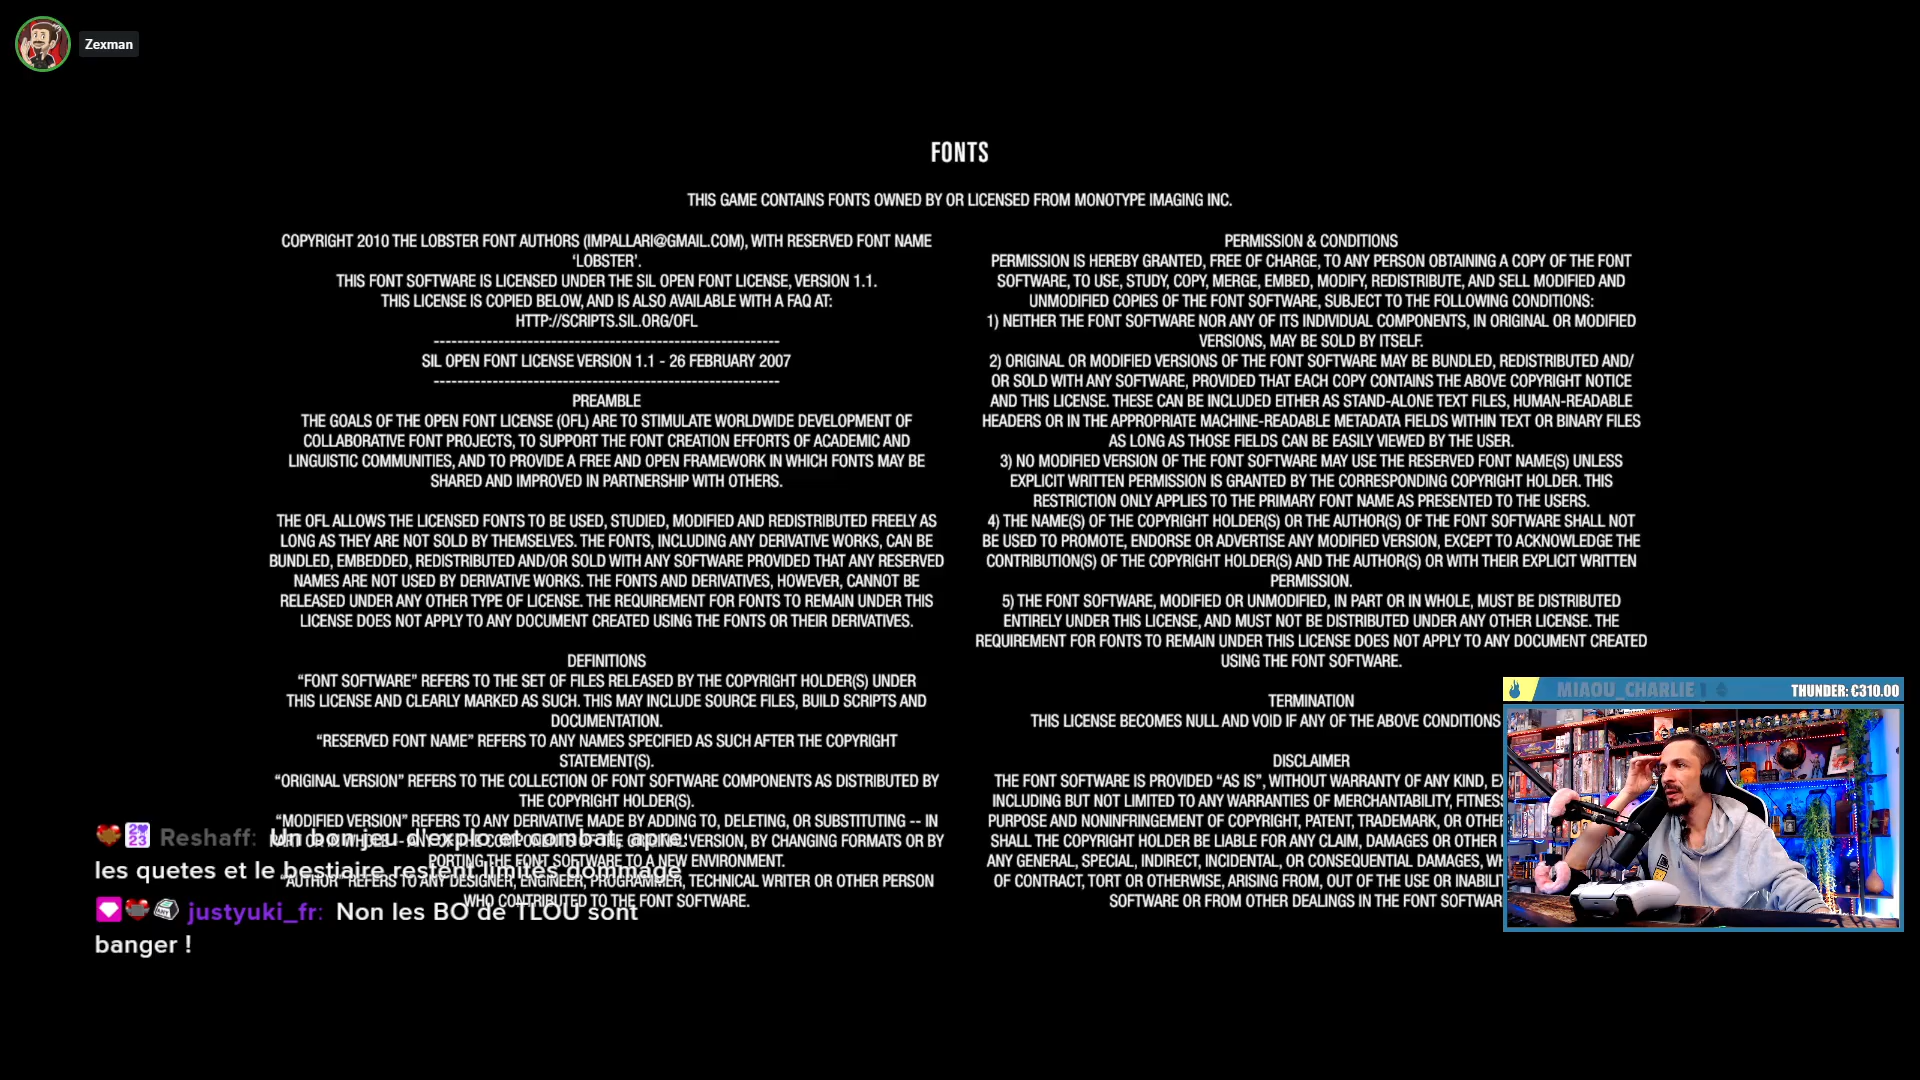 Zexman
FONTS
THIS GAME CONTAINS FONTS OWNED BY OR LICENSED FROM MONOTYPE IMAGING INC.
COPYRIGHT 2010 THE LOBSTER FONT AUTHORS (IMPALLARI@GMAIL.COM), WITH RESERVED FONT NAME
‘LOBSTER’.
THIS FONT SOFTWARE IS LICENSED UNDER THE SIL OPEN FONT LICENSE, VERSION 1.1.
THIS LICENSE IS COPIED BELOW, AND IS ALSO AVAILABLE WITH A FAQ AT:
HTTP://SCRIPTS.SIL.ORG/OFL
-----------------------------------------------------------
SIL OPEN FONT LICENSE VERSION 1.1 - 26 FEBRUARY 2007
-----------------------------------------------------------
PREAMBLE
THE GOALS OF THE OPEN FONT LICENSE (OFL) ARE TO STIMULATE WORLDWIDE DEVELOPMENT OF
COLLABORATIVE FONT PROJECTS, TO SUPPORT THE FONT CREATION EFFORTS OF ACADEMIC AND
LINGUISTIC COMMUNITIES, AND TO PROVIDE A FREE AND OPEN FRAMEWORK IN WHICH FONTS MAY BE
SHARED AND IMPROVED IN PARTNERSHIP WITH OTHERS.
THE OFL ALLOWS THE LICENSED FONTS TO BE USED, STUDIED, MODIFIED AND REDISTRIBUTED FREELY AS
LONG AS THEY ARE NOT SOLD BY THEMSELVES. THE FONTS, INCLUDING ANY DERIVATIVE WORKS, CAN BE
BUNDLED, EMBEDDED, REDISTRIBUTED AND/OR SOLD WITH ANY SOFTWARE PROVIDED THAT ANY RESERVED
NAMES ARE NOT USED BY DERIVATIVE WORKS. THE FONTS AND DERIVATIVES, HOWEVER, CANNOT BE
RELEASED UNDER ANY OTHER TYPE OF LICENSE. THE REQUIREMENT FOR FONTS TO REMAIN UNDER THIS
LICENSE DOES NOT APPLY TO ANY DOCUMENT CREATED USING THE FONTS OR THEIR DERIVATIVES.
DEFINITIONS
“FONT SOFTWARE” REFERS TO THE SET OF FILES RELEASED BY THE COPYRIGHT HOLDER(S) UNDER
THIS LICENSE AND CLEARLY MARKED AS SUCH. THIS MAY INCLUDE SOURCE FILES, BUILD SCRIPTS AND
DOCUMENTATION.
“RESERVED FONT NAME” REFERS TO ANY NAMES SPECIFIED AS SUCH AFTER THE COPYRIGHT
STATEMENT(S).
“ORIGINAL VERSION” REFERS TO THE COLLECTION OF FONT SOFTWARE COMPONENTS AS DISTRIBUTED BY
THE COPYRIGHT HOLDER(S).
“MODIFIED VERSION” REFERS TO ANY DERIVATIVE MADE BY ADDING TO, DELETING, OR SUBSTITUTING -- IN
PART OR IN WHOLE -- ANY OF THE COMPONENTS OF THE ORIGINAL VERSION, BY CHANGING FORMATS OR BY
PORTING THE FONT SOFTWARE TO A NEW ENVIRONMENT.
“AUTHOR” REFERS TO ANY DESIGNER, ENGINEER, PROGRAMMER, TECHNICAL WRITER OR OTHER PERSON
WHO CONTRIBUTED TO THE FONT SOFTWARE.
PERMISSION & CONDITIONS
PERMISSION IS HEREBY GRANTED, FREE OF CHARGE, TO ANY PERSON OBTAINING A COPY OF THE FONT
SOFTWARE, TO USE, STUDY, COPY, MERGE, EMBED, MODIFY, REDISTRIBUTE, AND SELL MODIFIED AND
UNMODIFIED COPIES OF THE FONT SOFTWARE, SUBJECT TO THE FOLLOWING CONDITIONS:
1) NEITHER THE FONT SOFTWARE NOR ANY OF ITS INDIVIDUAL COMPONENTS, IN ORIGINAL OR MODIFIED
VERSIONS, MAY BE SOLD BY ITSELF.
2) ORIGINAL OR MODIFIED VERSIONS OF THE FONT SOFTWARE MAY BE BUNDLED, REDISTRIBUTED AND/
OR SOLD WITH ANY SOFTWARE, PROVIDED THAT EACH COPY CONTAINS THE ABOVE COPYRIGHT NOTICE
AND THIS LICENSE. THESE CAN BE INCLUDED EITHER AS STAND-ALONE TEXT FILES, HUMAN-READABLE
HEADERS OR IN THE APPROPRIATE MACHINE-READABLE METADATA FIELDS WITHIN TEXT OR BINARY FILES
AS LONG AS THOSE FIELDS CAN BE EASILY VIEWED BY THE USER.
3) NO MODIFIED VERSION OF THE FONT SOFTWARE MAY USE THE RESERVED FONT NAME(S) UNLESS
EXPLICIT WRITTEN PERMISSION IS GRANTED BY THE CORRESPONDING COPYRIGHT HOLDER. THIS
RESTRICTION ONLY APPLIES TO THE PRIMARY FONT NAME AS PRESENTED TO THE USERS.
4) THE NAME(S) OF THE COPYRIGHT HOLDER(S) OR THE AUTHOR(S) OF THE FONT SOFTWARE SHALL NOT
BE USED TO PROMOTE, ENDORSE OR ADVERTISE ANY MODIFIED VERSION, EXCEPT TO ACKNOWLEDGE THE
CONTRIBUTION(S) OF THE COPYRIGHT HOLDER(S) AND THE AUTHOR(S) OR WITH THEIR EXPLICIT WRITTEN
PERMISSION.
5) THE FONT SOFTWARE, MODIFIED OR UNMODIFIED, IN PART OR IN WHOLE, MUST BE DISTRIBUTED
ENTIRELY UNDER THIS LICENSE, AND MUST NOT BE DISTRIBUTED UNDER ANY OTHER LICENSE. THE
REQUIREMENT FOR FONTS TO REMAIN UNDER THIS LICENSE DOES NOT APPLY TO ANY DOCUMENT CREATED
USING THE FONT SOFTWARE.
TERMINATION
THIS LICENSE BECOMES NULL AND VOID IF ANY OF THE ABOVE CONDITIONS
DISCLAIMER
THE FONT SOFTWARE IS PROVIDED “AS IS”, WITHOUT WARRANTY OF ANY KIND,
INCLUDING BUT NOT LIMITED TO ANY WARRANTIES OF MERCHANTABILITY, FITNESS
PURPOSE AND NONINFRINGEMENT OF COPYRIGHT, PATENT, TRADEMARK, OR OTHER
SHALL THE COPYRIGHT HOLDER BE LIABLE FOR ANY CLAIM, DAMAGES OR OTHER
ANY GENERAL, SPECIAL, INDIRECT, INCIDENTAL, OR CONSEQUENTIAL DAMAGES,
OF CONTRACT, TORT OR OTHERWISE, ARISING FROM, OUT OF THE USE OR
SOFTWARE OR FROM OTHER DEALINGS IN THE FONT SOFTWAR
MIAOU_CHARLIE
THUNDER: €310.00
Reshaff: Un bon jeu d'explo et combat, apre
les quetes et le bestiaire restent limités dommage
justyuki_fr: Non les BO de TLOU sont
banger !